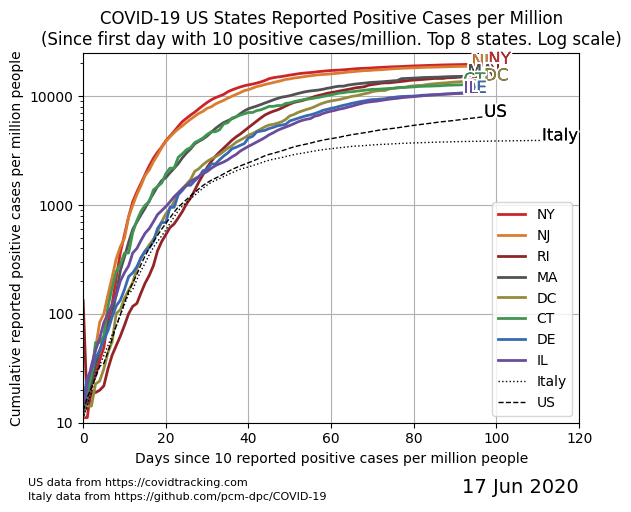 COVID-19 US States Reported Positive Cases per Million
(Since first day with 10 positive cases/million. Top 8 states. Log scale)
Cumulative reported positive cases per million people
10000
1000
100
10
NY
DC
US
Italy
NY
NJ
RI
MA
DC
CT
DE
IL
Italy
US
0
20
40
60
80
100
120
Days since 10 reported positive cases per million people
US data from https://covidtracking.com
Italy data from https://github.com/pcm-dpc/COVID-19
17 Jun 2020